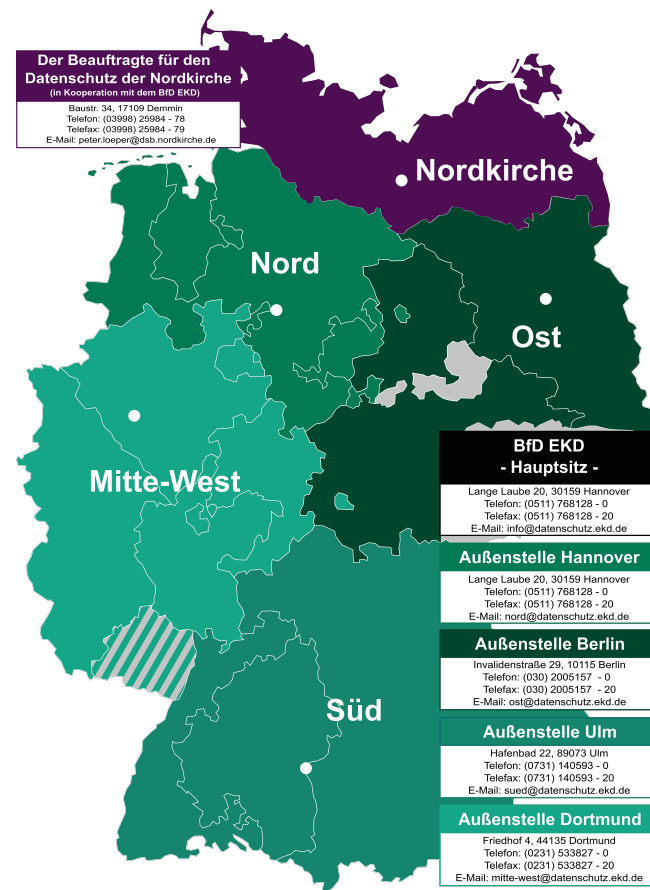 Der Beauftragte für den
Datenschutz der Nordkirche
(in Kooperation mit dem BfD EKD)
Baustr. 34, 17109 Demmin
Telefon: (03998) 25984 - 78
Telefax: (03998) 25984 - 79
E-Mail: peter.loeper@dsb.nordkirche.de
Nordkirche
Nord
Ost
Mitte-West
Süd
BfD EKD
- Hauptsitz -
Lange Laube 20, 30159 Hannover
Telefon: (0511) 768128 - 0
Telefax: (0511) 768128 - 20
E-Mail: info@datenschutz.ekd.de
Außenstelle Hannover
Lange Laube 20, 30159 Hannover
Telefon: (0511) 768128 - 0
Telefax: (0511) 768128 - 20
E-Mail: nord@datenschutz.ekd.de
Außenstelle Berlin
Invalidenstraße 29, 10115 Berlin
Telefon: (030) 2005157 - 0
Telefax: (030) 2005157 - 20
E-Mail: ost@datenschutz.ekd.de
Außenstelle Ulm
Hafenbad 22, 89073 Ulm
Telefon: (0731) 140593 - 0
Telefax: (0731) 140593 - 20
E-Mail: sued@datenschutz.ekd.de
Außenstelle Dortmund
Friedhof 4, 44135 Dortmund
Telefon: (0231) 533827 - 0
Telefax: (0231) 533827 - 20
E-Mail: mitte-west@datenschutz.ekd.de